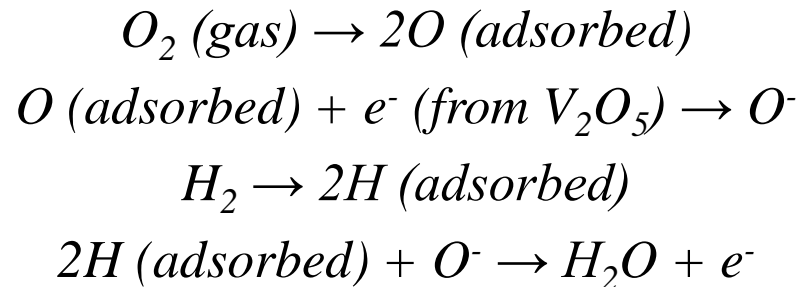 O₂ (gas) → 2O (adsorbed)
O (adsorbed) + e⁻ (from V₂O₅) → O⁻
H₂ → 2H (adsorbed)
2H (adsorbed) + O⁻ → H₂O + e⁻